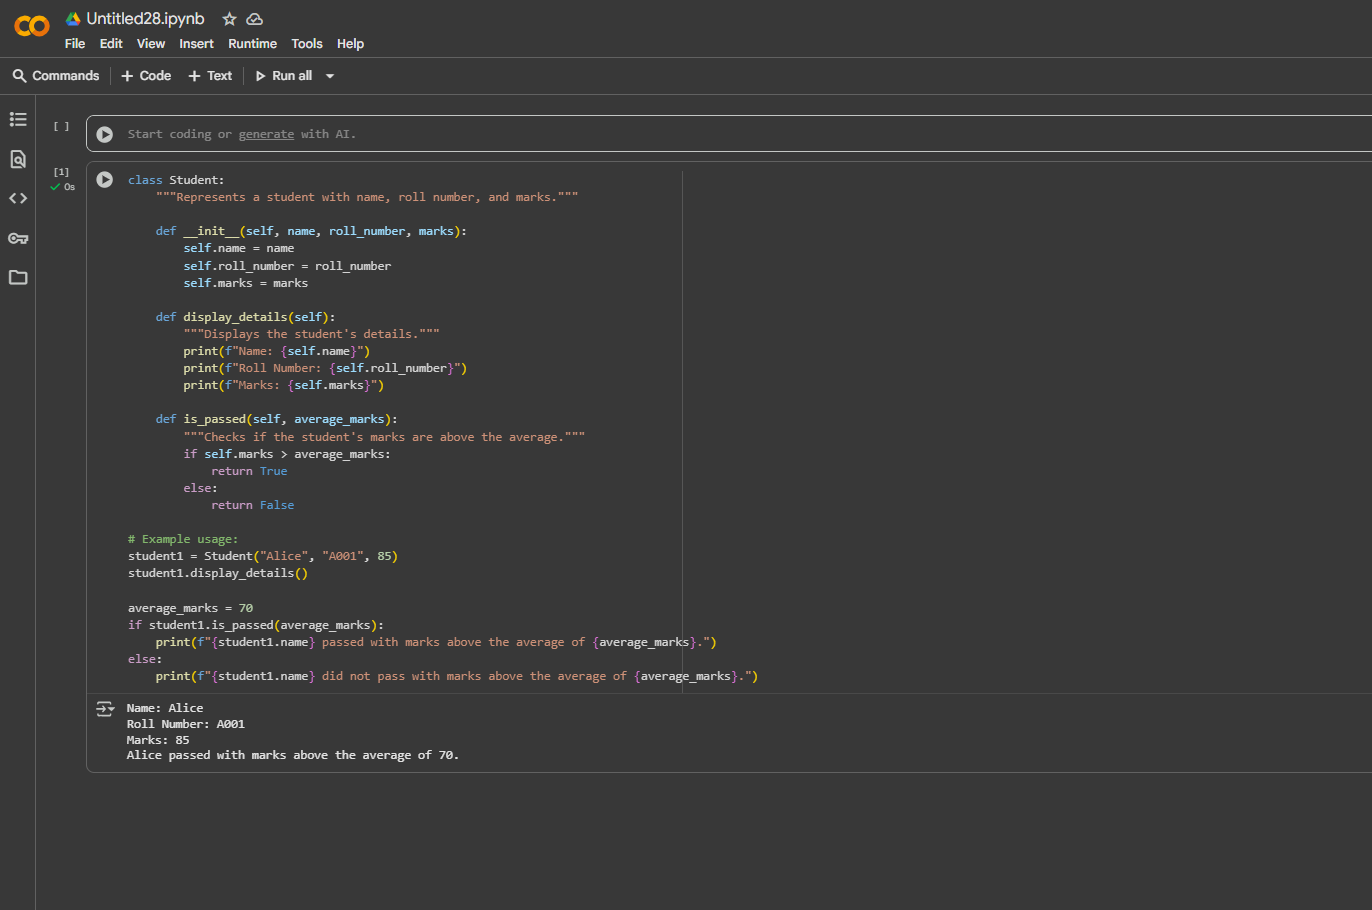 Untitled28.ipynb
File Edit View Insert Runtime Tools Help
Commands + Code + Text Run all
[ ] Start coding or generate with AI.
[1]
0s
class Student:
    """Represents a student with name, roll number, and marks."""

    def __init__(self, name, roll_number, marks):
        self.name = name
        self.roll_number = roll_number
        self.marks = marks

    def display_details(self):
        """Displays the student's details."""
        print(f"Name: {self.name}")
        print(f"Roll Number: {self.roll_number}")
        print(f"Marks: {self.marks}")

    def is_passed(self, average_marks):
        """Checks if the student's marks are above the average."""
        if self.marks > average_marks:
            return True
        else:
            return False

# Example usage:
student1 = Student("Alice", "A001", 85)
student1.display_details()

average_marks = 70
if student1.is_passed(average_marks):
    print(f"{student1.name} passed with marks above the average of {average_marks}.")
else:
    print(f"{student1.name} did not pass with marks above the average of {average_marks}.")
Name: Alice
Roll Number: A001
Marks: 85
Alice passed with marks above the average of 70.